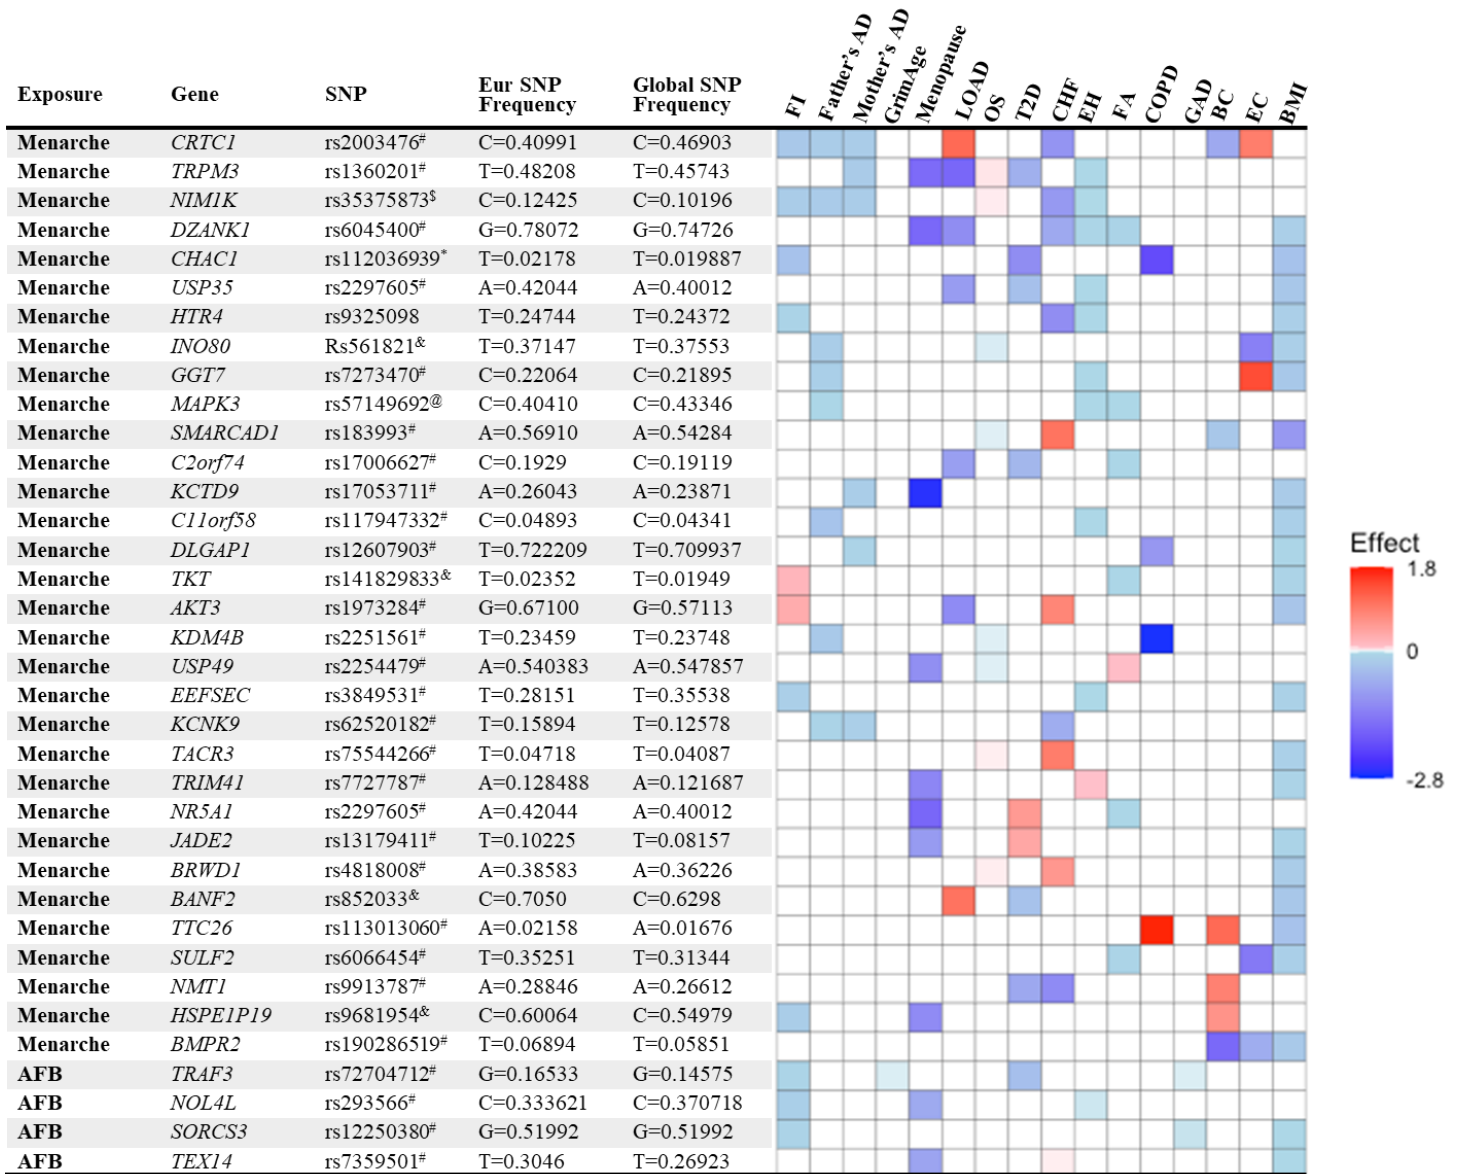 Exposure Gene SNP Eur SNP Frequency Global SNP Frequency FI Father's AD Mother's AD GrimAge Menopause LOAD OS T2D CHF EH FA COPD GAD BC EC BMI
Menarche CRTC1 rs2003476# C=0.40991 C=0.46903
Menarche TRPM3 rs1360201# T=0.48208 T=0.45743
Menarche NIM1K rs35375873$ C=0.12425 C=0.10196
Menarche DZANK1 rs6045400# G=0.78072 G=0.74726
Menarche CHAC1 rs112036939* T=0.02178 T=0.019887
Menarche USP35 rs2297605# A=0.42044 A=0.40012
Menarche HTR4 rs9325098 T=0.24744 T=0.24372
Menarche INO80 Rs561821& T=0.37147 T=0.37553
Menarche GGT7 rs7273470# C=0.22064 C=0.21895
Menarche MAPK3 rs57149692@ C=0.40410 C=0.43346
Menarche SMARCAD1 rs183993# A=0.56910 A=0.54284
Menarche C2orf74 rs17006627# C=0.1929 C=0.19119
Menarche KCTD9 rs17053711# A=0.26043 A=0.23871
Menarche C11orf58 rs117947332# C=0.04893 C=0.04341
Menarche DLGAP1 rs12607903# T=0.722209 T=0.709937
Menarche TKT rs141829833& T=0.02352 T=0.01949
Menarche AKT3 rs1973284# G=0.67100 G=0.57113
Menarche KDM4B rs2251561# T=0.23459 T=0.23748
Menarche USP49 rs2254479# A=0.540383 A=0.547857
Menarche EEFSEC rs3849531# T=0.28151 T=0.35538
Menarche KCNK9 rs62520182# T=0.15894 T=0.12578
Menarche TACR3 rs75544266# T=0.04718 T=0.04087
Menarche TRIM41 rs7727787# A=0.128488 A=0.121687
Menarche NR5A1 rs2297605# A=0.42044 A=0.40012
Menarche JADE2 rs13179411# T=0.10225 T=0.08157
Menarche BRWD1 rs4818008# A=0.38583 A=0.36226
Menarche BANF2 rs852033& C=0.7050 C=0.6298
Menarche TTC26 rs113013060# A=0.02158 A=0.01676
Menarche SULF2 rs6066454# T=0.35251 T=0.31344
Menarche NMT1 rs9913787# A=0.28846 A=0.26612
Menarche HSPE1P19 rs9681954& C=0.60064 C=0.54979
Menarche BMPR2 rs190286519# T=0.06894 T=0.05851
AFB TRAF3 rs72704712# G=0.16533 G=0.14575
AFB NOL4L rs293566# C=0.333621 C=0.370718
AFB SORCS3 rs12250380# G=0.51992 G=0.51992
AFB TEX14 rs7359501# T=0.3046 T=0.26923
Effect
1.8
0
-2.8